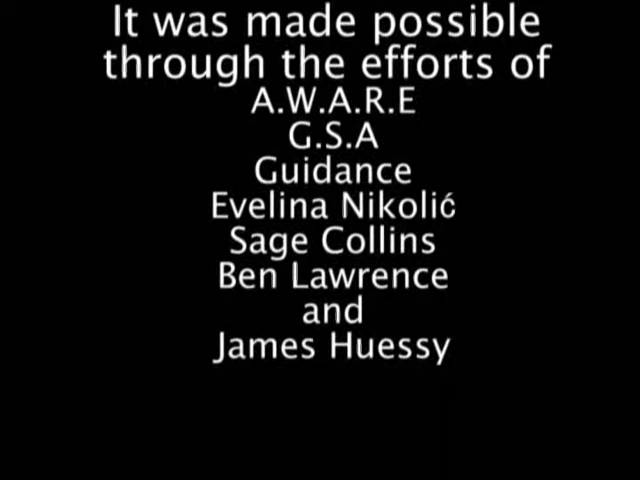 It was made possible
through the efforts of
A.W.A.R.E
G.S.A
Guidance
Evelina Nikolić
Sage Collins
Ben Lawrence
and
James Huessy